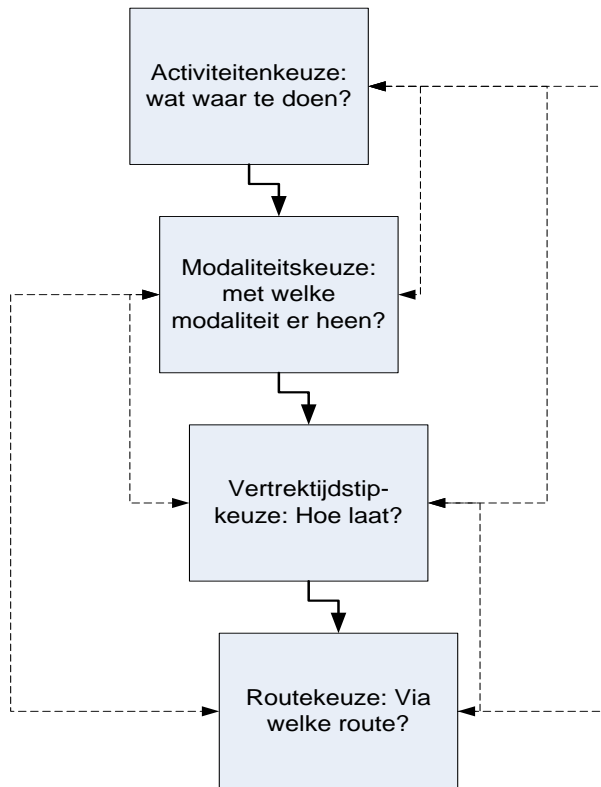 Activiteitenkeuze:
wat waar te doen?
Modaliteitskeuze:
met welke
modaliteit er heen?
Vertrektijdstip-
keuze: Hoe laat?
Routekeuze: Via
welke route?